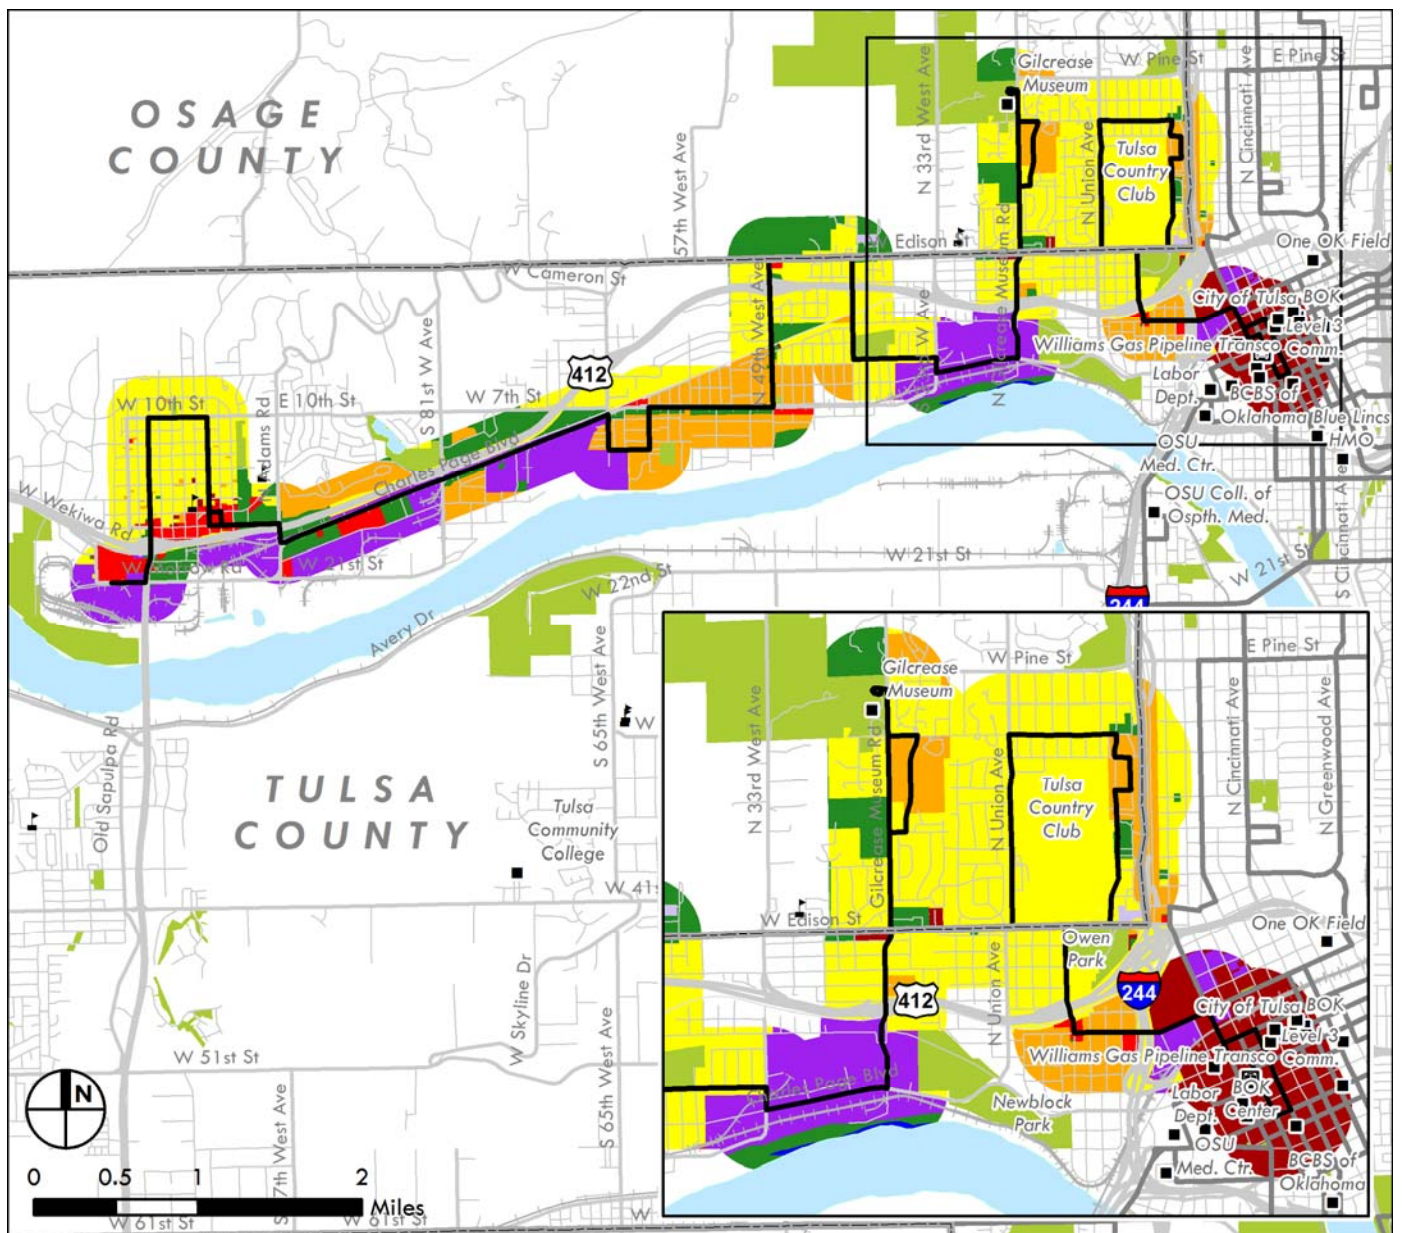 OSAGE
COUNTY
Gilcrease
Museum
W Pine St
E Pine St
N 33rd West Ave
N Cincinnati Ave
N Union Ave
Tulsa
Country
Club
57th West Ave
N Gilcrease Museum Rd
W Edison St
One OK Field
W Cameron St
N 49th West Ave
City of Tulsa
BOK
Level 3
Comm.
Williams Gas Pipeline Transco
S 81st W Ave
412
Labor
Dept.
BCBS of
Oklahoma
Blue Lincs
HMO
W 10th St
E 10th St
W 7th St
Adams Rd
Charles Page Blvd
OSU
Med. Ctr.
OSU Coll. of
Ospth. Med.
W Wekiwa Rd
W 21st St
W 21st St
W 21st St
S Cincinnati Ave
W 22nd St
Avery Dr
244
Old Sapulpa Rd
S 65th West Ave
W
TULSA
COUNTY
Tulsa
Community
College
W 41st
W Skyline Dr
W 51st St
S 65th West Ave
N
0
0.5
1
2
Miles
W 61st St
W 61st St
W
Gilcrease
Museum
W Pine St
E Pine St
N 33rd West Ave
Gilcrease Museum Rd
N Union Ave
Tulsa
Country
Club
N Cincinnati Ave
N Greenwood Ave
W Edison St
Owen
Park
One OK Field
412
244
N Union Ave
City of Tulsa
BOK
Level 3
Comm.
Williams Gas Pipeline Transco
Charles Page Blvd
Newblock
Park
Labor
Dept.
BOK
Center
OSU
Med. Ctr.
BCBS of
Oklahoma